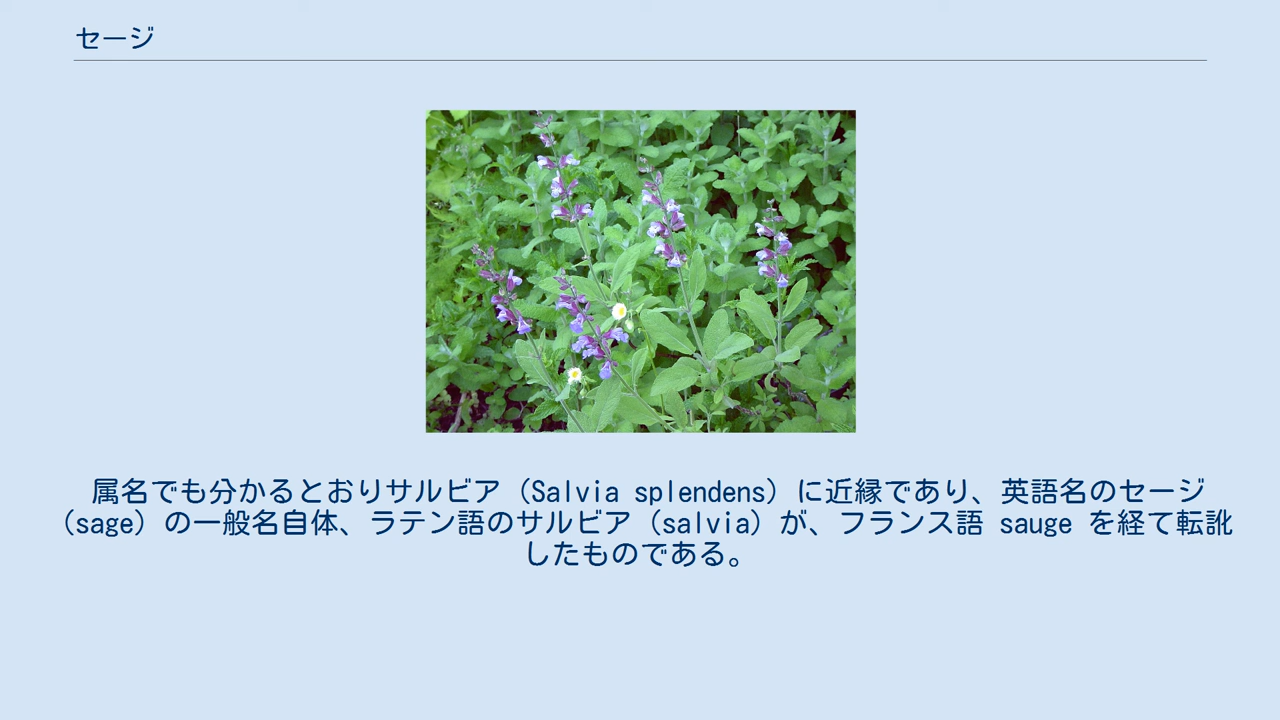 セージ
属名でも分かるとおりサルビア（Salvia splendens）に近縁であり、英語名のセージ
（sage）の一般名自体、ラテン語のサルビア（salvia）が、フランス語 sauge を経て転訛
したものである。